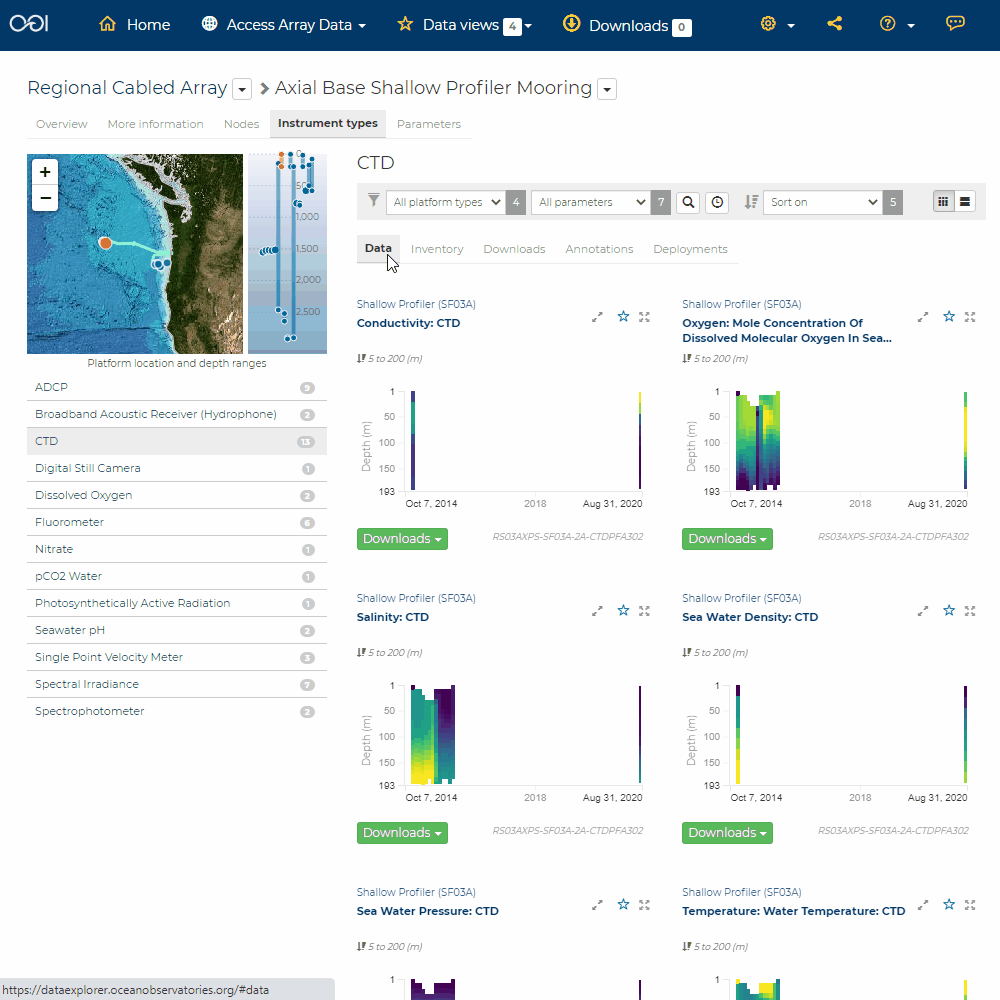 OOI Home Access Array Data Data views 4 Downloads 0
Regional Cabled Array Axial Base Shallow Profiler Mooring
Overview More information Nodes Instrument types Parameters
+
−
0
500
1,000
1,500
2,000
2,500
Platform location and depth ranges
ADCP 9
Broadband Acoustic Receiver (Hydrophone) 2
CTD 13
Digital Still Camera 1
Dissolved Oxygen 2
Fluorometer 6
Nitrate 1
pCO2 Water 1
Photosynthetically Active Radiation 1
Seawater pH 2
Single Point Velocity Meter 3
Spectral Irradiance 7
Spectrophotometer 2
CTD
All platform types 4 All parameters 7 Sort on 5
Data Inventory Downloads Annotations Deployments
Shallow Profiler (SF03A)
Conductivity: CTD
5 to 200 (m)
Depth (m)
1
50
100
150
193
Oct 7, 2014 2018 Aug 31, 2020
Downloads RS03AXPS-SF03A-2A-CTDPFA302
Shallow Profiler (SF03A)
Oxygen: Mole Concentration Of
Dissolved Molecular Oxygen In Sea...
5 to 200 (m)
Depth (m)
1
50
100
150
193
Oct 7, 2014 2018 Aug 31, 2020
Downloads RS03AXPS-SF03A-2A-CTDPFA302
Shallow Profiler (SF03A)
Salinity: CTD
5 to 200 (m)
Depth (m)
1
50
100
150
193
Oct 7, 2014 2018 Aug 31, 2020
Downloads RS03AXPS-SF03A-2A-CTDPFA302
Shallow Profiler (SF03A)
Sea Water Density: CTD
5 to 200 (m)
Depth (m)
1
50
100
150
193
Oct 7, 2014 2018 Aug 31, 2020
Downloads RS03AXPS-SF03A-2A-CTDPFA302
Shallow Profiler (SF03A)
Sea Water Pressure: CTD
5 to 200 (m)
1
Shallow Profiler (SF03A)
Temperature: Water Temperature: CTD
5 to 200 (m)
1
https://dataexplorer.oceanobservatories.org/#data